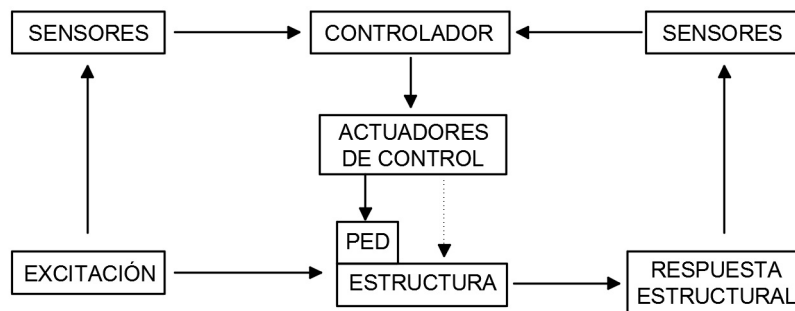 SENSORES
CONTROLADOR
SENSORES
ACTUADORES
DE CONTROL
PED
EXCITACIÓN
ESTRUCTURA
RESPUESTA
ESTRUCTURAL